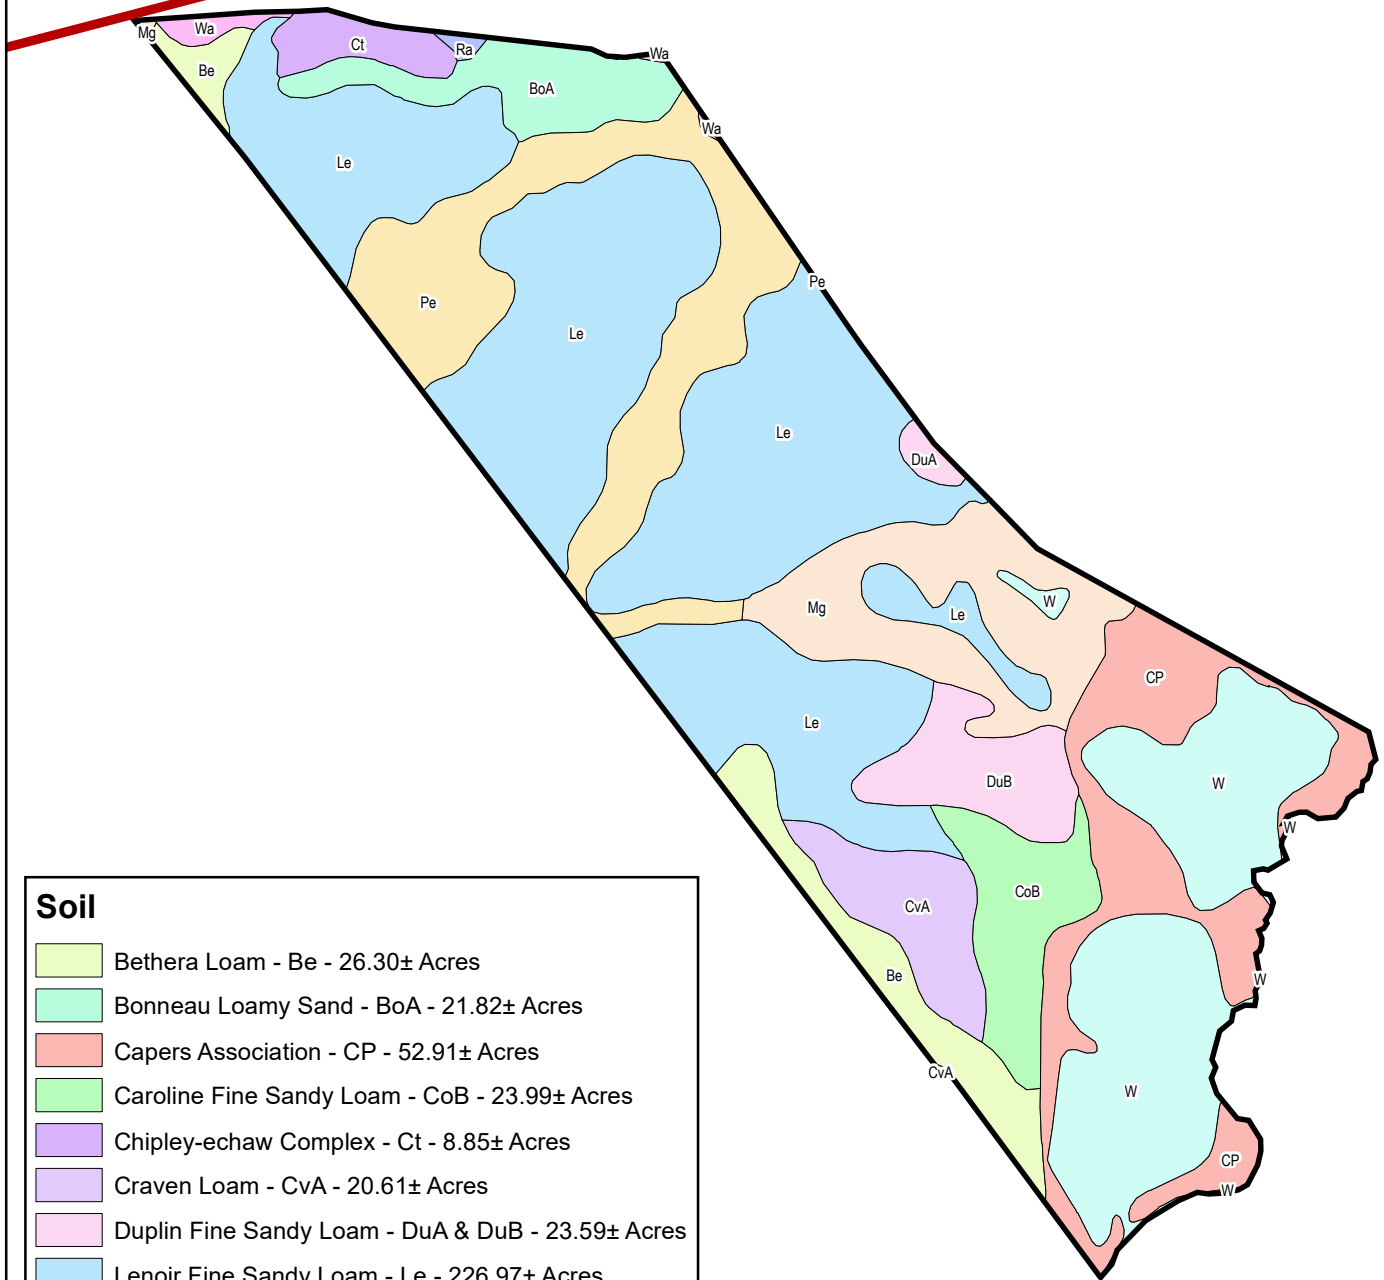 Mg
Wa
Ct
Ra
Wa
Be
BoA
Wa
Le
Pe
Pe
Le
Le
DuA
W
Mg
Le
CP
Le
DuB
W
W
CoB
CvA
Be
W
CvA
W
CP
W
Soil
Bethera Loam - Be - 26.30± Acres
Bonneau Loamy Sand - BoA - 21.82± Acres
Capers Association - CP - 52.91± Acres
Caroline Fine Sandy Loam - CoB - 23.99± Acres
Chipley-echaw Complex - Ct - 8.85± Acres
Craven Loam - CvA - 20.61± Acres
Duplin Fine Sandy Loam - DuA & DuB - 23.59± Acres
Lenoir Fine Sandy Loam - Le - 226.97± Acres